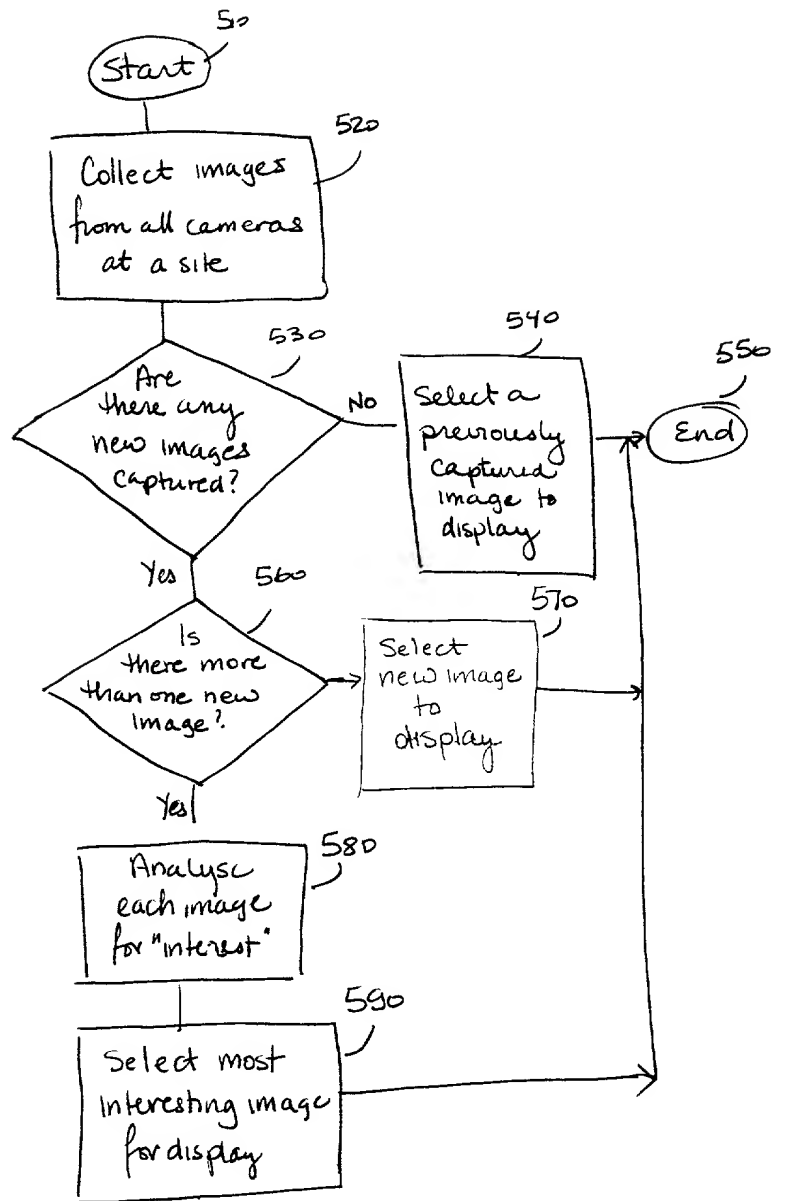 510
Start
520
Collect images
from all cameras
at a site
530
Are
there any
new images
captured?
No
540
Select a
previously
captured
image to
display
550
End
Yes
560
Is
there more
than one new
image?
570
Select
new image
to
display
Yes
580
Analyse
each image
for "interest"
590
Select most
interesting image
for display